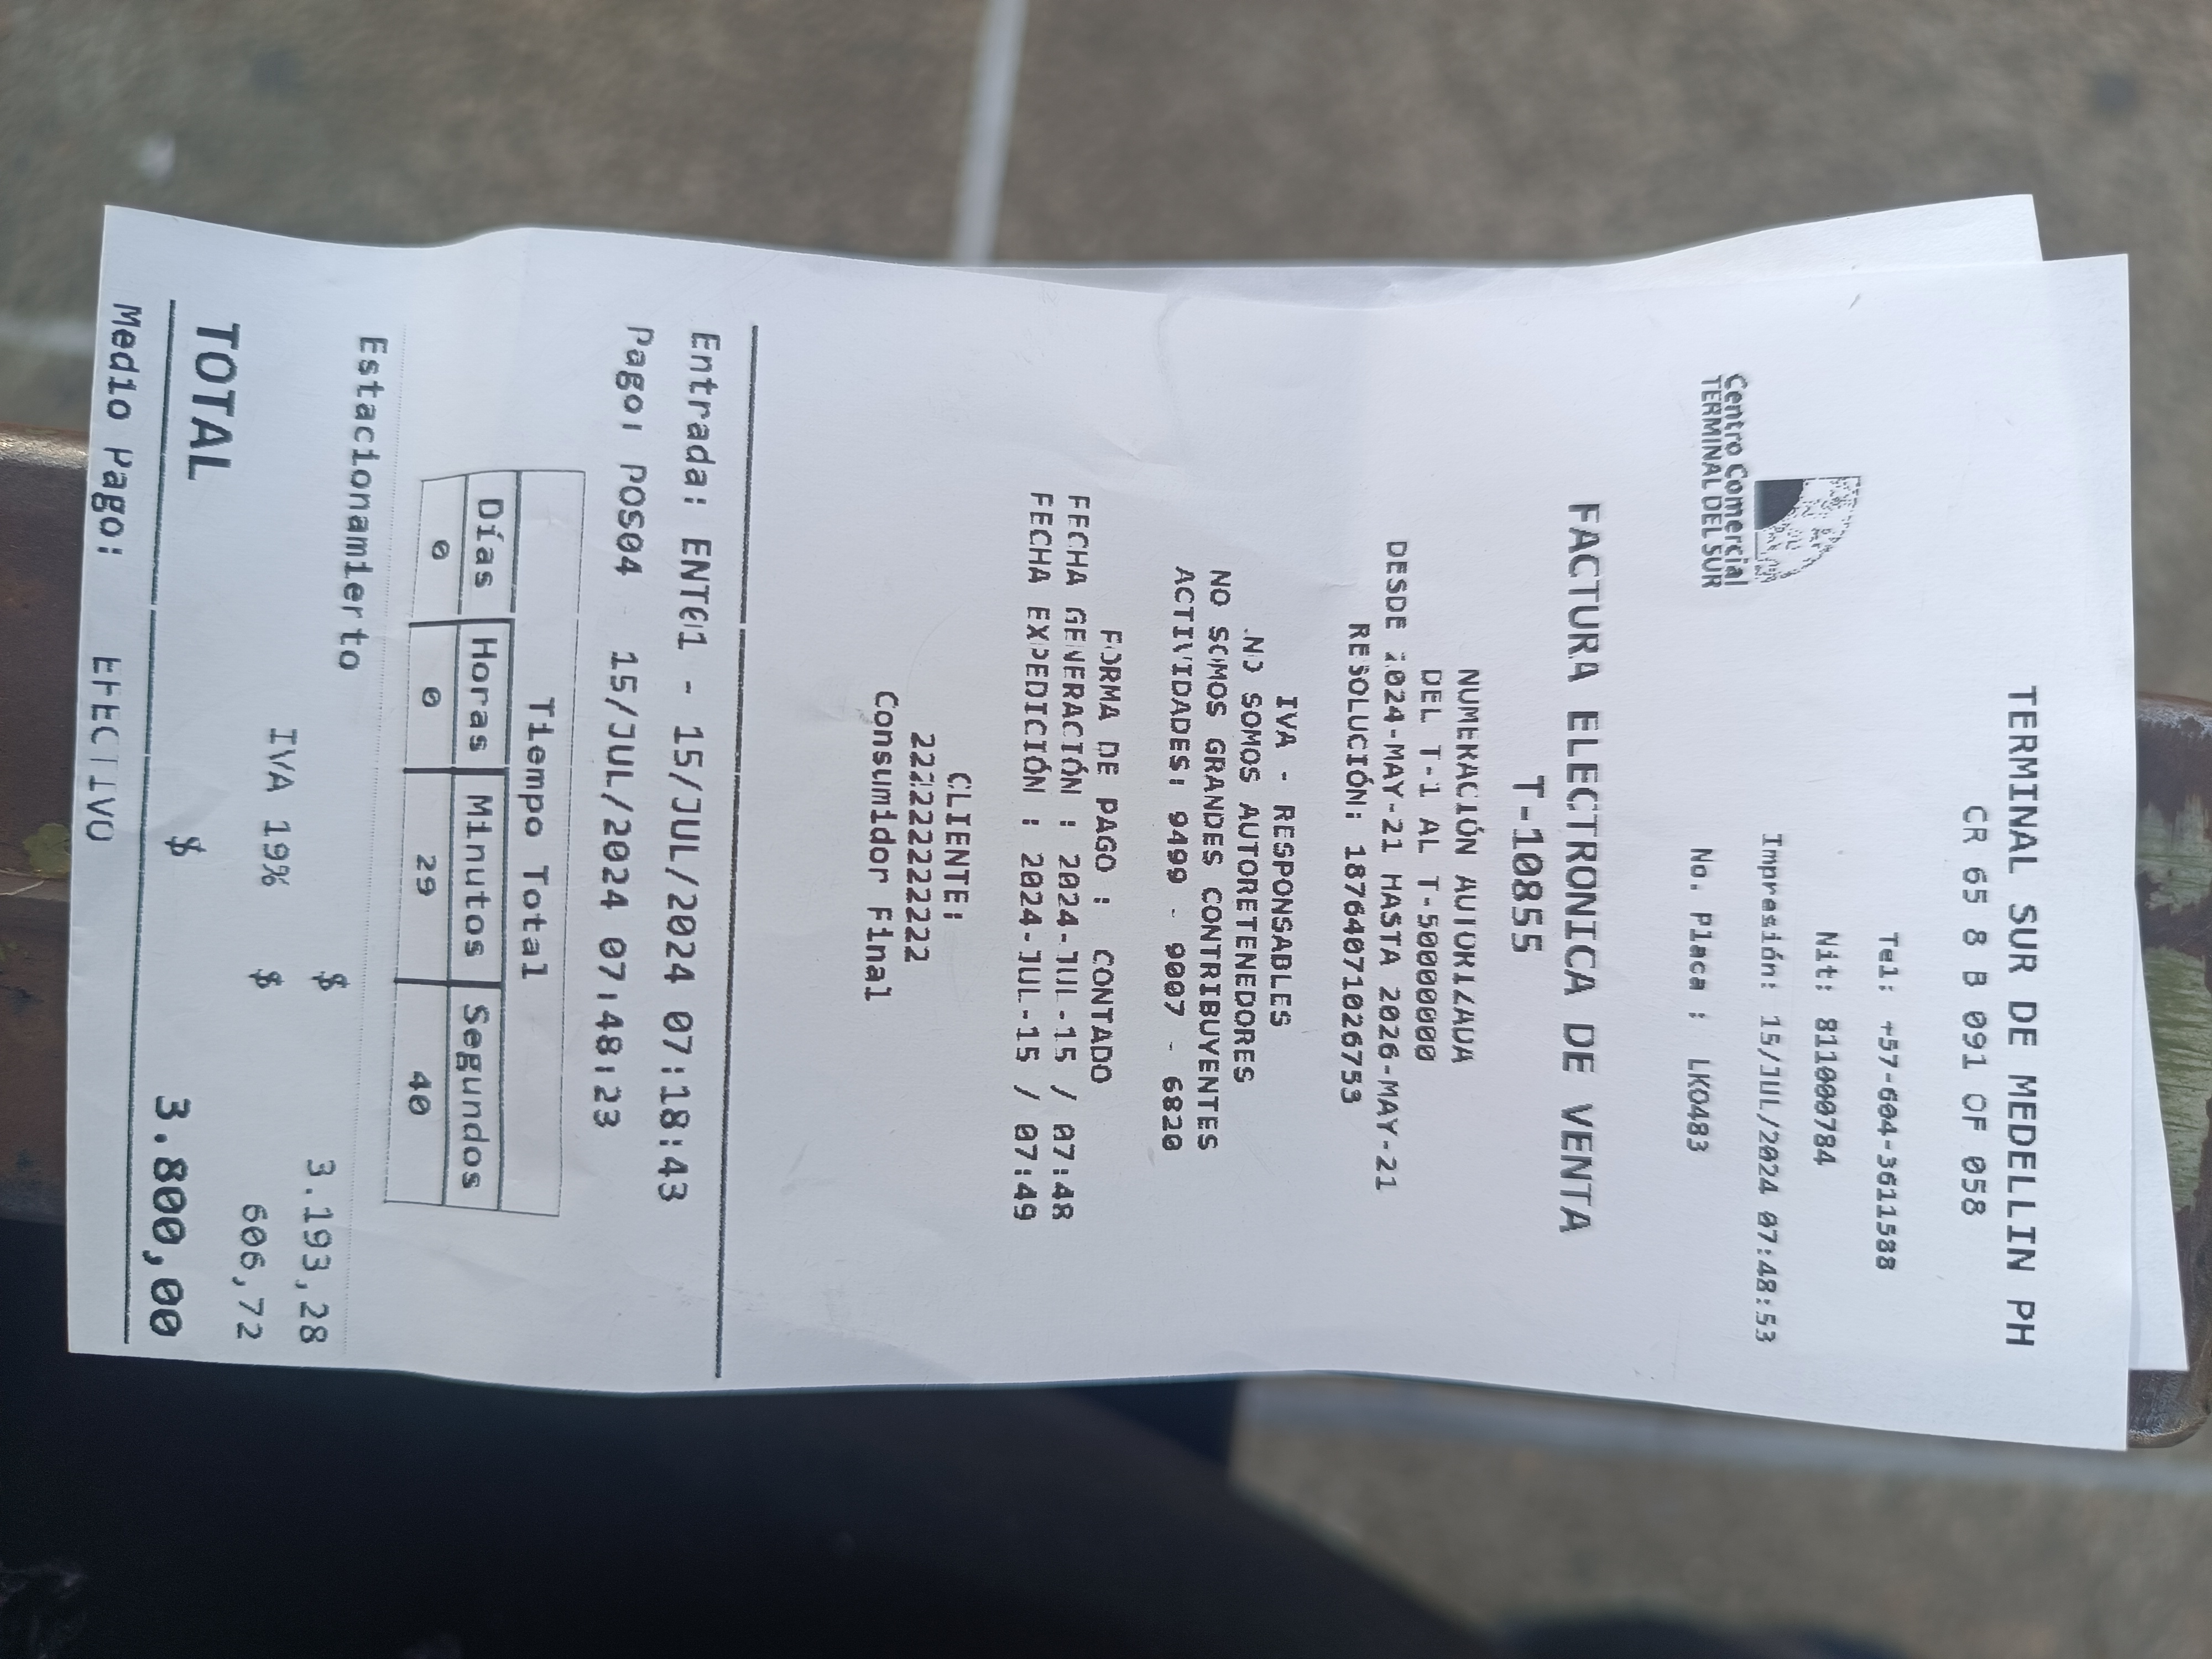 TERMINAL SUR DE MEDELLIN PH
CR 65 8 B 091 OF 058
Tel: +57-604-3611588
Nit: 811000784
Centro Comercial
TERMINAL DEL SUR
Impresión: 15/JUL/2024 07:48:53
No. Placa : LKO483
FACTURA ELECTRONICA DE VENTA
T-10855
NUMERACIÓN AUTORIZADA
DEL T-1 AL T-50000000
DESDE 2024-MAY-21 HASTA 2026-MAY-21
RESOLUCIÓN: 18764071026753
IVA - RESPONSABLES
NO SOMOS AUTORETENEDORES
NO SOMOS GRANDES CONTRIBUYENTES
ACTIVIDADES: 9499 - 9007 - 6820
FORMA DE PAGO : CONTADO
FECHA GENERACIÓN : 2024-JUL-15 / 07:48
FECHA EXPEDICIÓN : 2024-JUL-15 / 07:49
CLIENTE:
222222222222
Consumidor Final
Entrada: ENT01 - 15/JUL/2024 07:18:43
Pago: POS04 15/JUL/2024 07:48:23
Tiempo Total
Días Horas Minutos Segundos
0 0 29 40
Estacionamiento $ 3.193,28
IVA 19% $ 606,72
TOTAL $ 3.800,00
Medio Pago: EFECTIVO